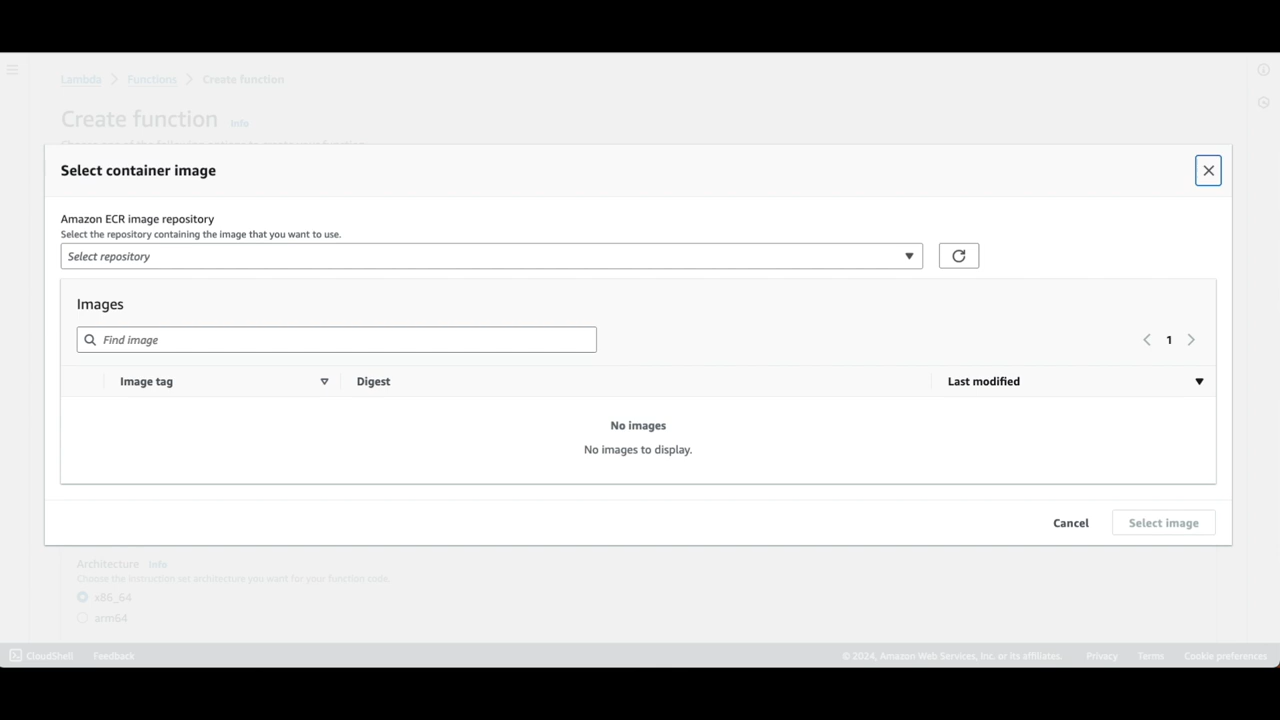 Lambda Functions Create function
Create function Info
Select container image
Amazon ECR image repository
Select the repository containing the image that you want to use.
Select repository
Images
Find image
1
Image tag Digest Last modified
No images
No images to display.
Cancel Select image
Architecture Info
Choose the instruction set architecture you want for your function code.
x86_64
arm64
CloudShell Feedback © 2024, Amazon Web Services, Inc. or its affiliates. Privacy Terms Cookie preferences